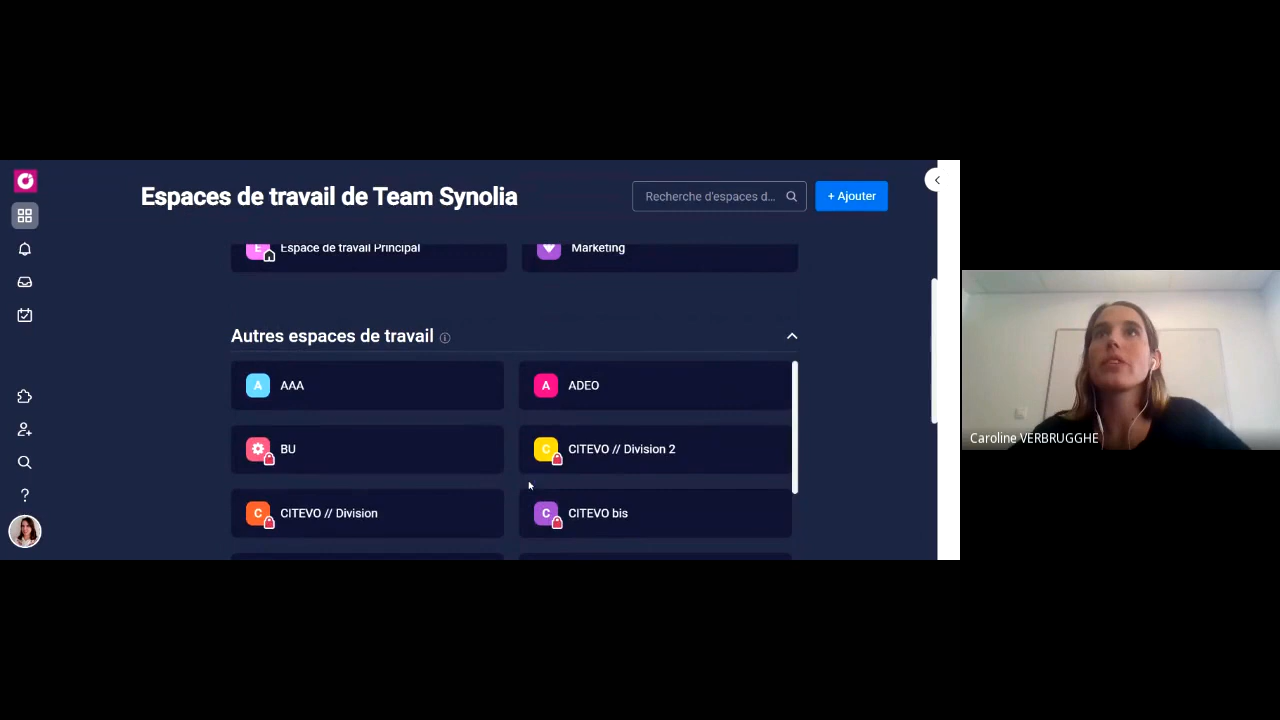 Espaces de travail de Team Synolia
Recherche d'espaces d...
+ Ajouter
E Espace de travail Principal
Marketing
Autres espaces de travail
A AAA
A ADEO
BU
C CITEVO // Division 2
C CITEVO // Division
C CITEVO bis
?
Caroline VERBRUGGHE